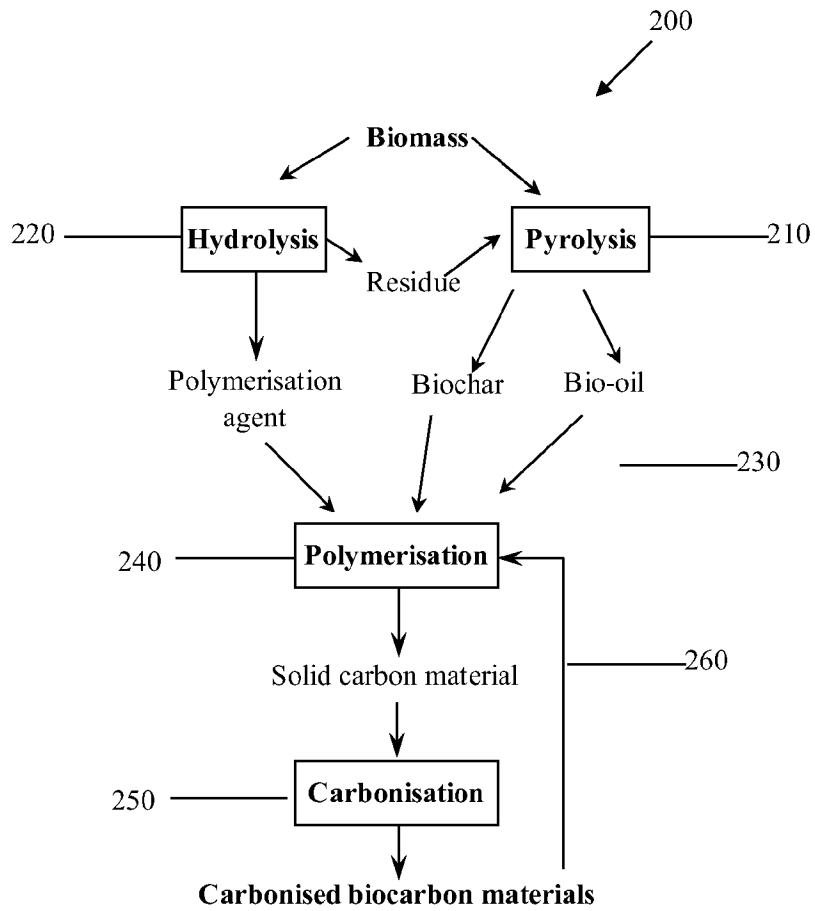 200
Biomass
220
Hydrolysis
Pyrolysis
210
Residue
Polymerisation
agent
Biochar
Bio-oil
230
240
Polymerisation
260
Solid carbon material
250
Carbonisation
Carbonised biocarbon materials